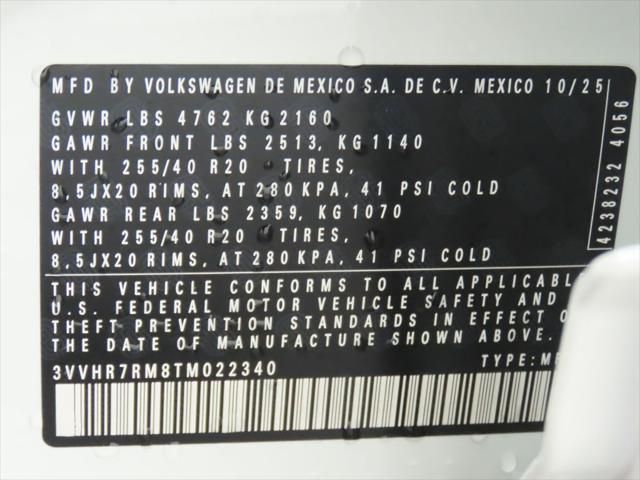 MFD BY VOLKSWAGEN DE MEXICO S.A. DE C.V. MEXICO 10/25
GVWR LBS 4762 KG 2160
GAWR FRONT LBS 2513, KG 1140
WITH 255/40 R20 TIRES,
8,5JX20 RIMS, AT 280 KPA, 41 PSI COLD
GAWR REAR LBS 2359, KG 1070
WITH 255/40 R20 TIRES,
8,5JX20 RIMS, AT 280 KPA, 41 PSI COLD
THIS VEHICLE CONFORMS TO ALL APPLICABL
U.S. FEDERAL MOTOR VEHICLE SAFETY AND
THEFT PREVENTION STANDARDS IN EFFECT O
THE DATE OF MANUFACTURE SHOWN ABOVE.
3VVHR7RM8TM022340 TYPE: M
4238232 4056